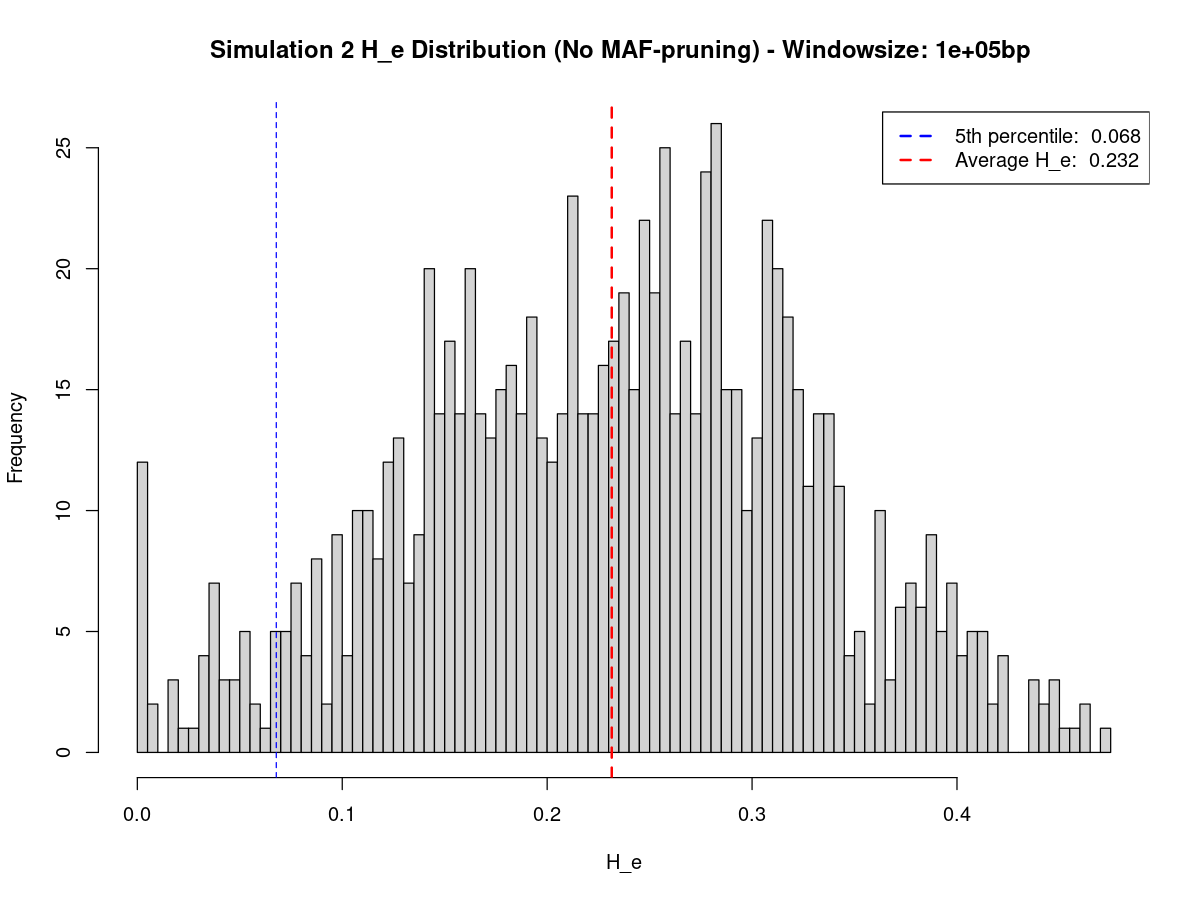 Simulation 2 H_e Distribution (No MAF-pruning) - Windowsize: 1e+05bp
5th percentile: 0.068
Average H_e: 0.232
Frequency
25
20
15
10
5
0
0.0 0.1 0.2 0.3 0.4
H_e